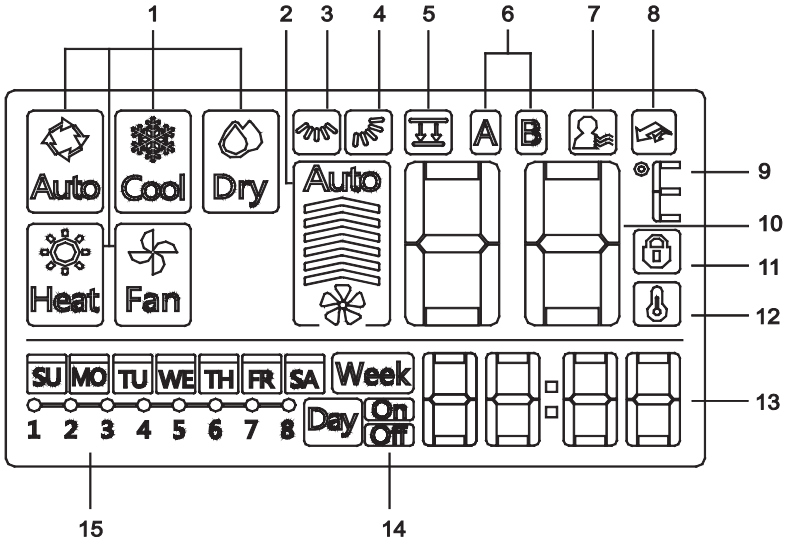 1 2 3 4 5 6 7 8
A B
Auto Cool Dry Auto
9
10
Heat Fan
11
12
SU MO TU WE TH FR SA Week
1 2 3 4 5 6 7 8 Day On
Off
13
15 14